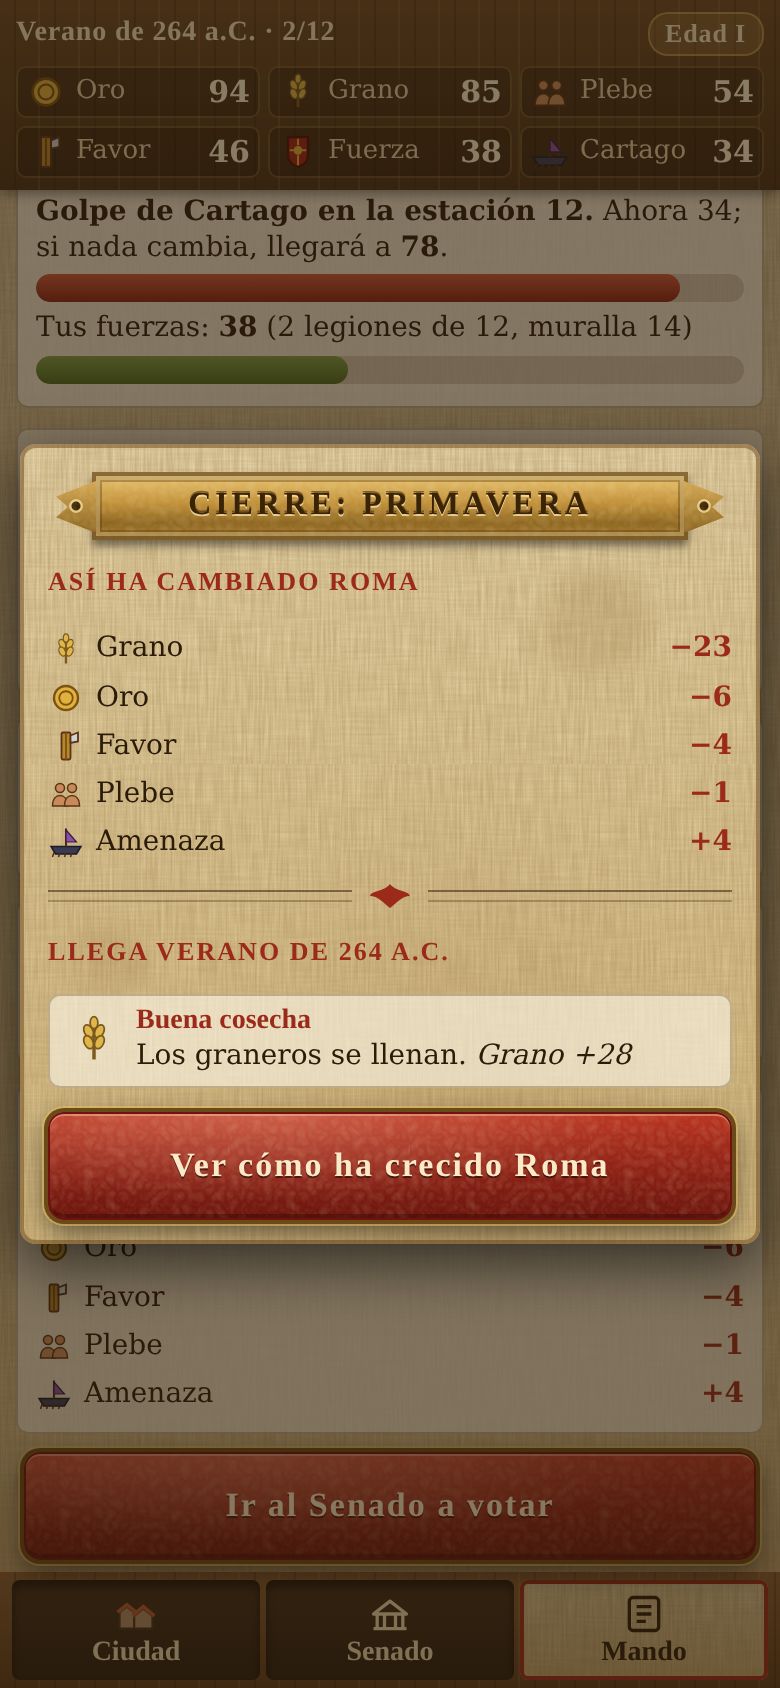 Verano de 264 a.C. · 2/12
Edad I
Oro 94
Grano 85
Plebe 54
Favor 46
Fuerza 38
Cartago 34
Golpe de Cartago en la estación 12. Ahora 34;
si nada cambia, llegará a 78.
Tus fuerzas: 38 (2 legiones de 12, muralla 14)
CIERRE: PRIMAVERA
ASÍ HA CAMBIADO ROMA
Grano −23
Oro −6
Favor −4
Plebe −1
Amenaza +4
LLEGA VERANO DE 264 A.C.
Buena cosecha
Los graneros se llenan. Grano +28
Ver cómo ha crecido Roma
Oro −6
Favor −4
Plebe −1
Amenaza +4
Ir al Senado a votar
Ciudad
Senado
Mando